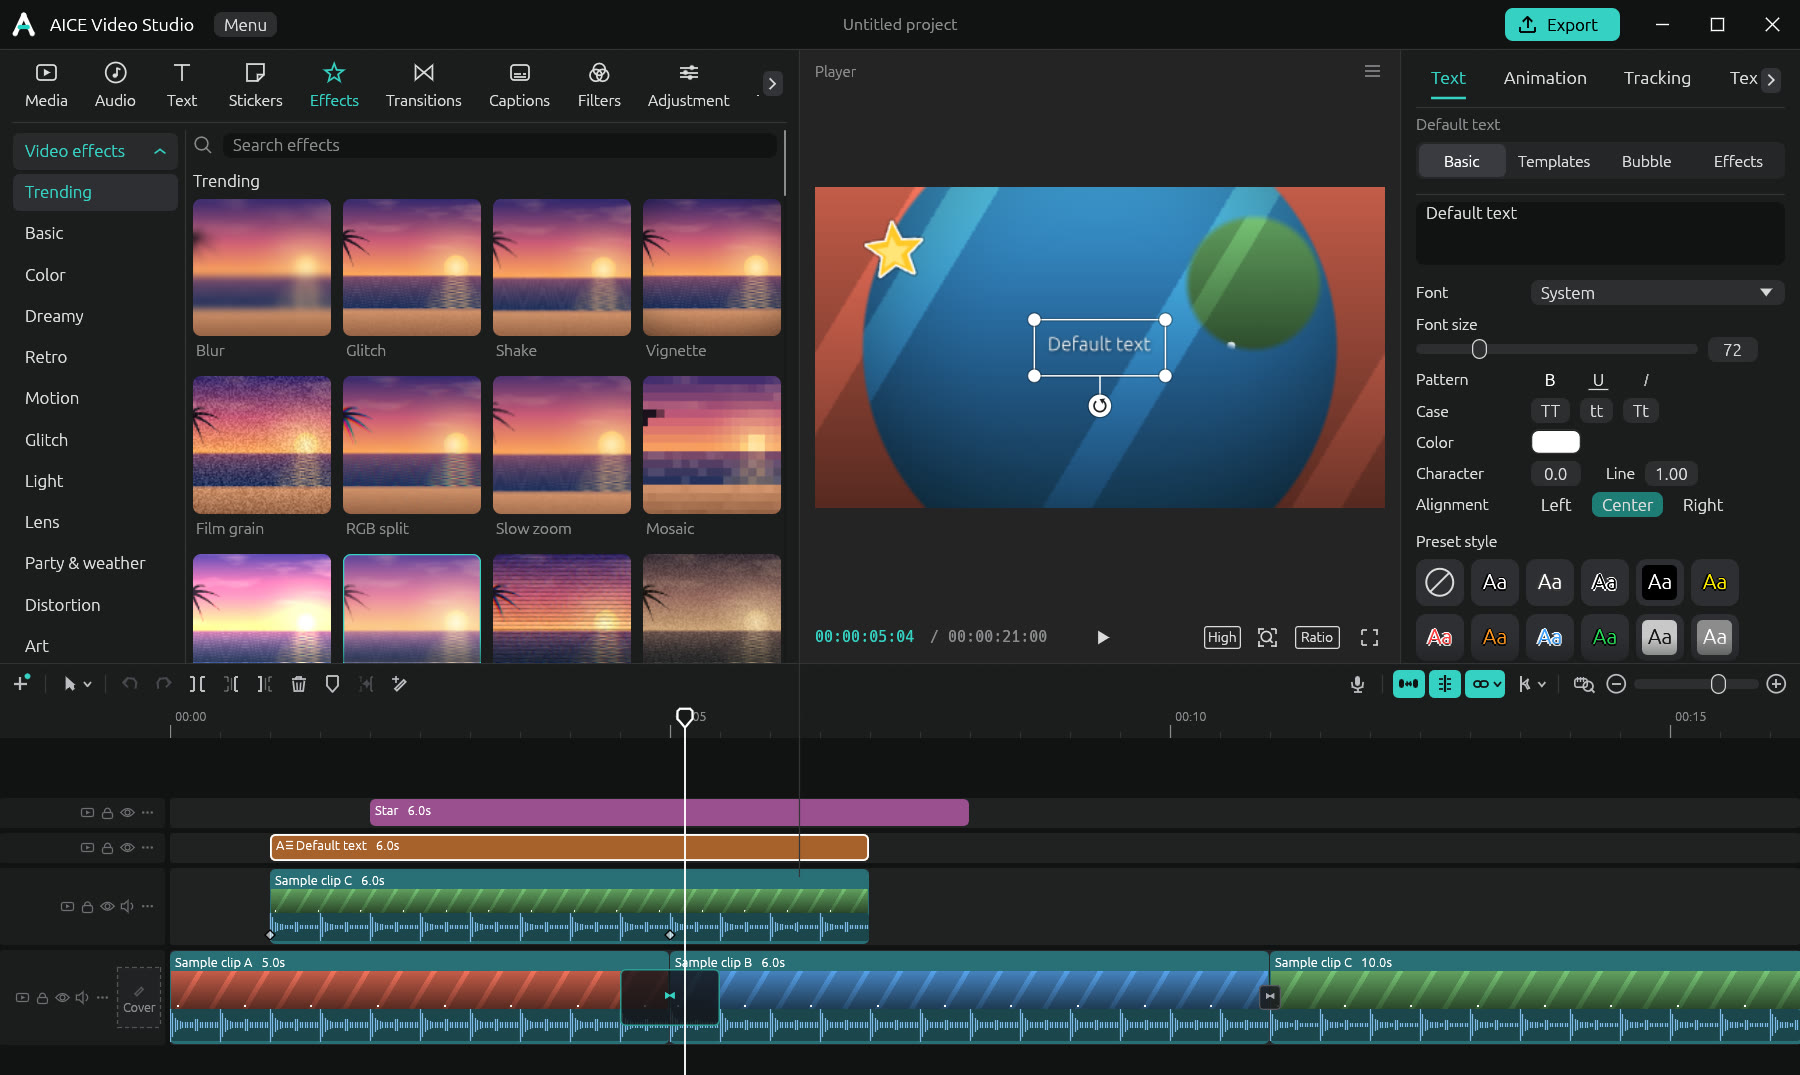 AICE Video Studio Menu Untitled project Export
Media Audio Text Stickers Effects Transitions Captions Filters Adjustment
Player
Text Animation Tracking Tex
Default text
Basic Templates Bubble Effects
Default text
Video effects
Trending
Basic
Color
Dreamy
Retro
Motion
Glitch
Light
Lens
Party & weather
Distortion
Art
Search effects
Trending
Blur Glitch Shake Vignette
Film grain RGB split Slow zoom Mosaic
Default text
00:00:05:04 / 00:00:21:00 High Ratio
Font System
Font size
72
Pattern B U I
Case TT tt Tt
Color
Character 0.0 Line 1.00
Alignment Left Center Right
Preset style
Aa Aa Aa Aa Aa
Aa Aa Aa Aa Aa Aa
00:00 05 00:10 00:15
Star 6.0s
A Default text 6.0s
Sample clip C 6.0s
Sample clip A 5.0s Sample clip B 6.0s Sample clip C 10.0s
Cover